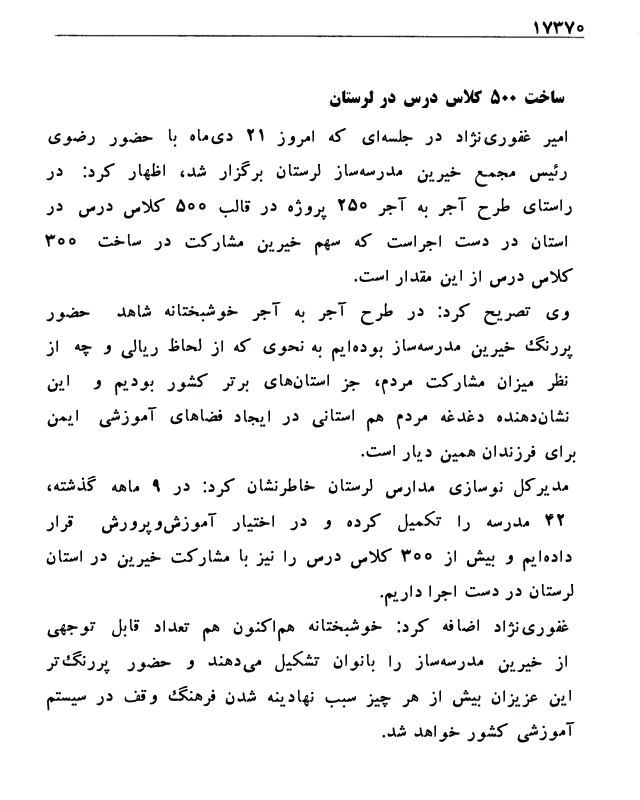 ۱۷۳۷۰
ساخت ۵۰۰ کلاس درس در لرستان
امیر غفوری‌نژاد در جلسه‌ای که امروز ۲۱ دی‌ماه با حضور رضوی
رئیس مجمع خیرین مدرسه‌ساز لرستان برگزار شد، اظهار کرد: در
راستای طرح آجر به آجر ۲۵۰ پروژه در قالب ۵۰۰ کلاس درس در
استان در دست اجراست که سهم خیرین مشارکت در ساخت ۳۰۰
کلاس درس از این مقدار است.
وی تصریح کرد: در طرح آجر به آجر خوشبختانه شاهد حضور
پررنگ خیرین مدرسه‌ساز بوده‌ایم به نحوی که از لحاظ ریالی و چه از
نظر میزان مشارکت مردم، جز استان‌های برتر کشور بودیم و این
نشان‌دهنده دغدغه مردم هم استانی در ایجاد فضاهای آموزشی ایمن
برای فرزندان همین دیار است.
مدیرکل نوسازی مدارس لرستان خاطرنشان کرد: در ۹ ماهه گذشته،
۴۲ مدرسه را تکمیل کرده و در اختیار آموزش‌وپرورش قرار
داده‌ایم و بیش از ۳۰۰ کلاس درس را نیز با مشارکت خیرین در استان
لرستان در دست اجرا داریم.
غفوری‌نژاد اضافه کرد: خوشبختانه هم‌اکنون هم تعداد قابل توجهی
از خیرین مدرسه‌ساز را بانوان تشکیل می‌دهند و حضور پررنگ‌تر
این عزیزان بیش از هر چیز سبب نهادینه شدن فرهنگ وقف در سیستم
آموزشی کشور خواهد شد.